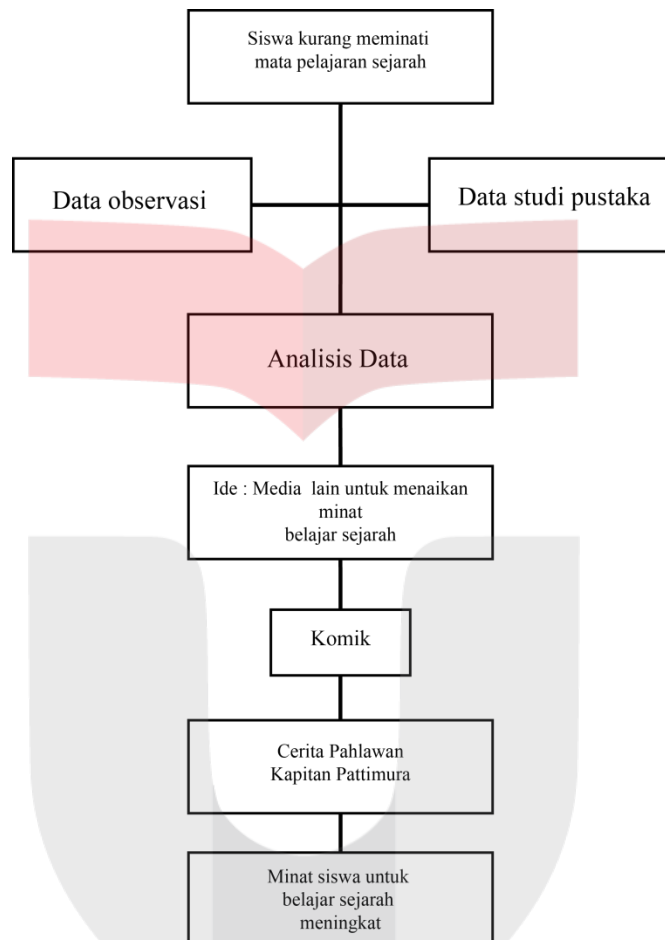 Siswa kurang meminati
mata pelajaran sejarah
Data observasi
Data studi pustaka
Analisis Data
Ide : Media lain untuk menaikan
minat
belajar sejarah
Komik
Cerita Pahlawan
Kapitan Pattimura
Minat siswa untuk
belajar sejarah
meningkat